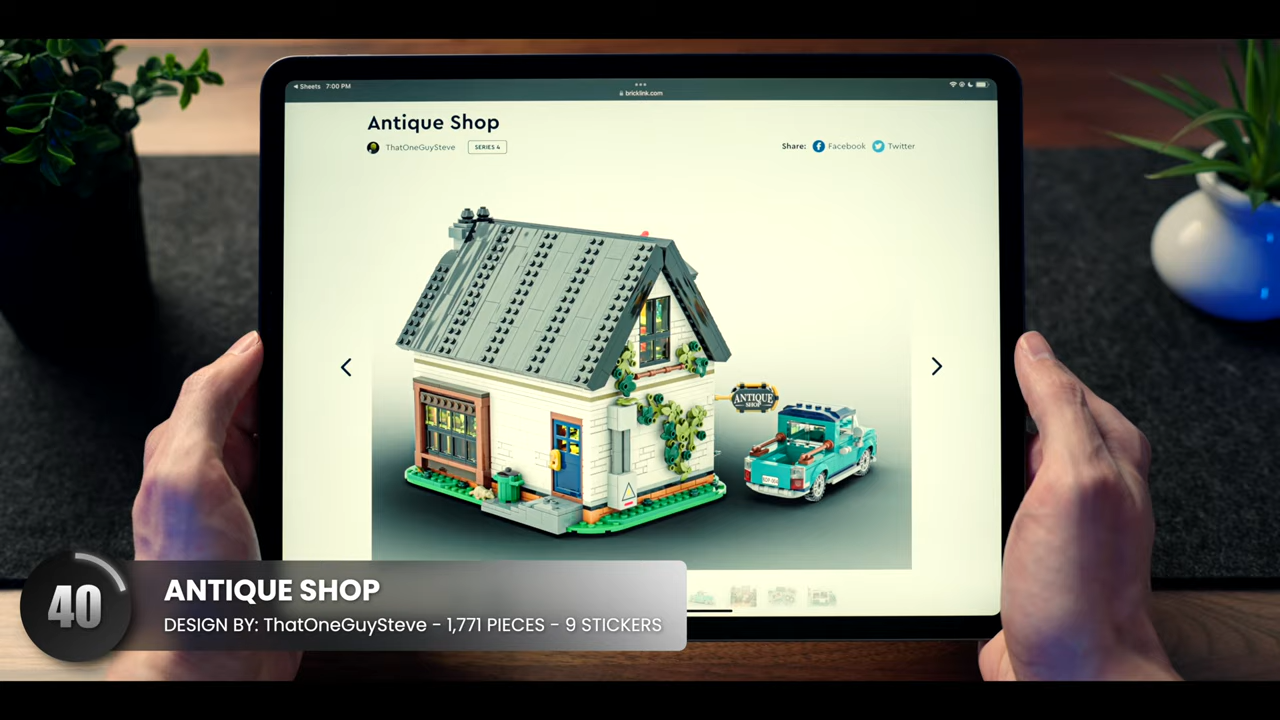 Sheets 7:00 PM
bricklink.com
Antique Shop
ThatOneGuySteve SERIES 4
Share: Facebook Twitter
ANTIQUE
SHOP
40
ANTIQUE SHOP
DESIGN BY: ThatOneGuySteve - 1,771 PIECES - 9 STICKERS